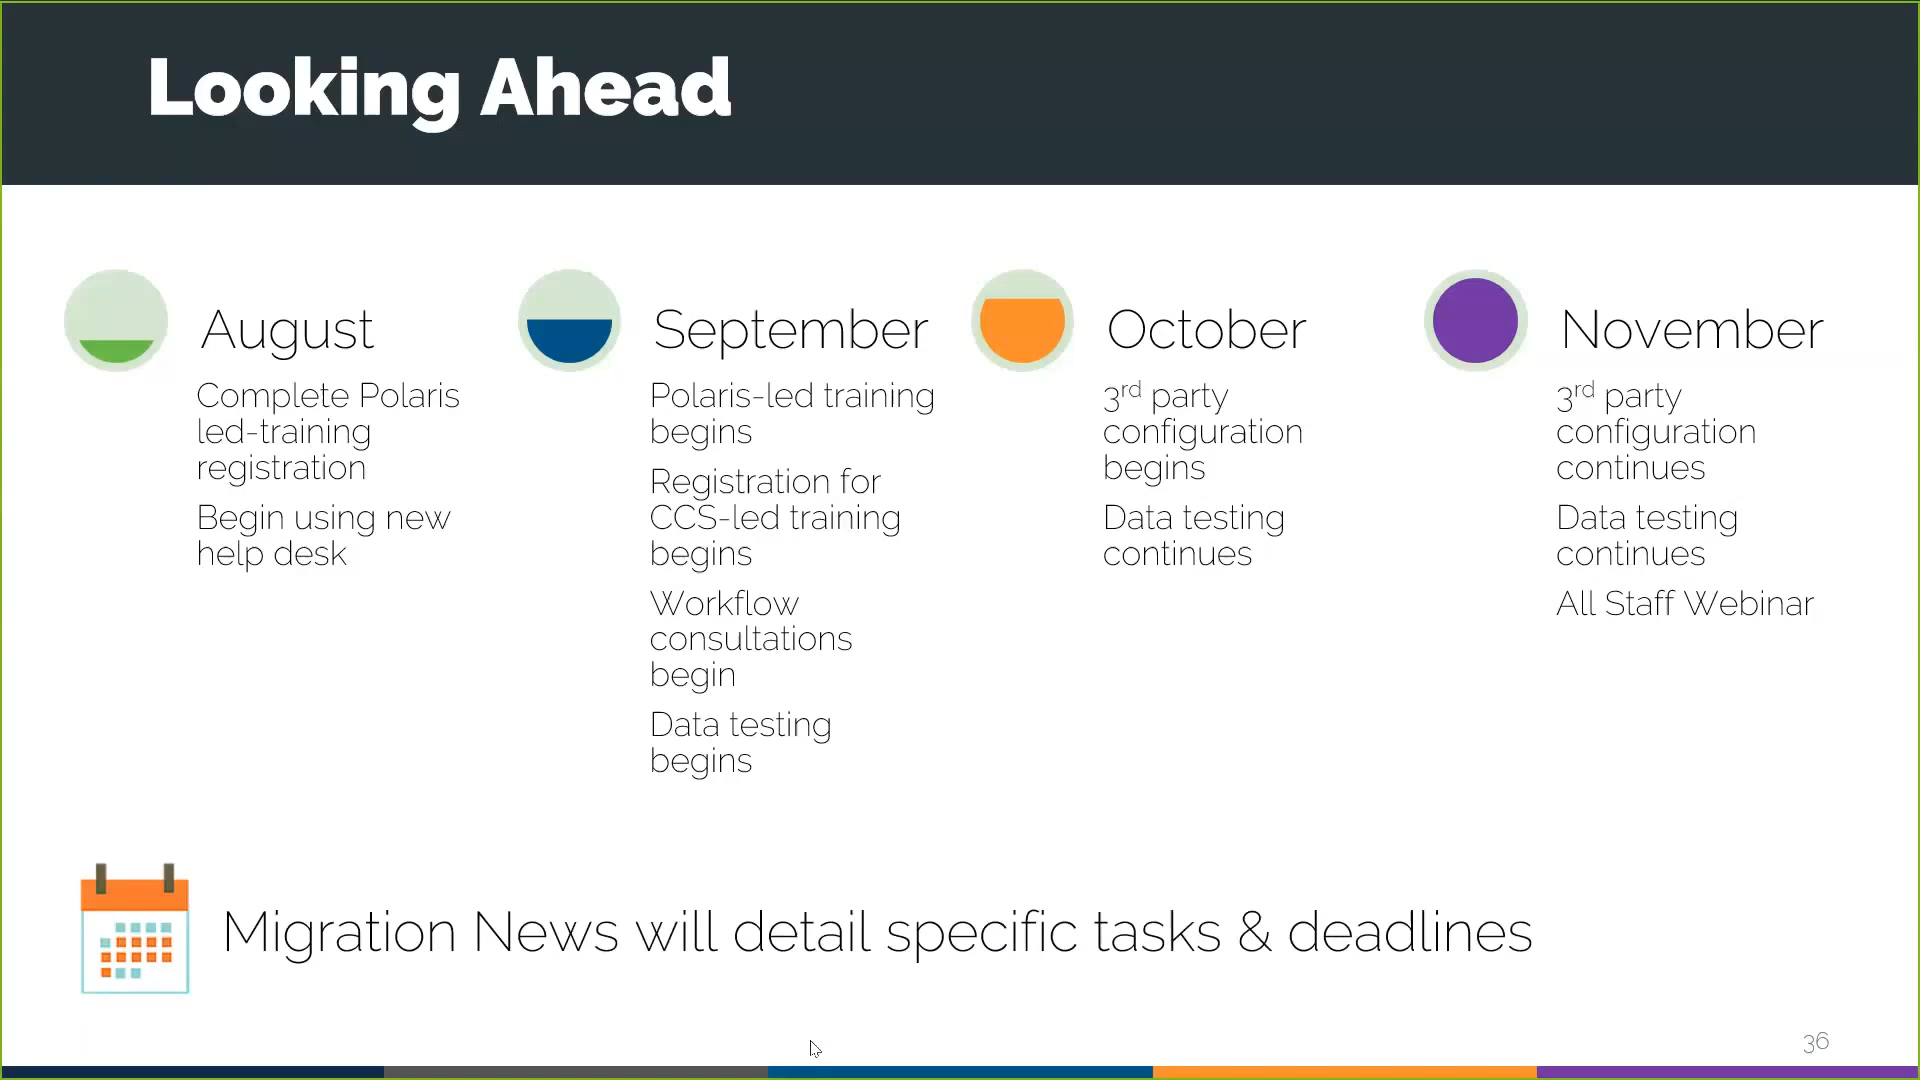 Looking Ahead
August
Complete Polaris
led-training
registration
Begin using new
help desk
September
Polaris-led training
begins
Registration for
CCS-led training
begins
Workflow
consultations
begin
Data testing
begins
October
3rd party
configuration
begins
Data testing
continues
November
3rd party
configuration
continues
Data testing
continues
All Staff Webinar
Migration News will detail specific tasks & deadlines
36